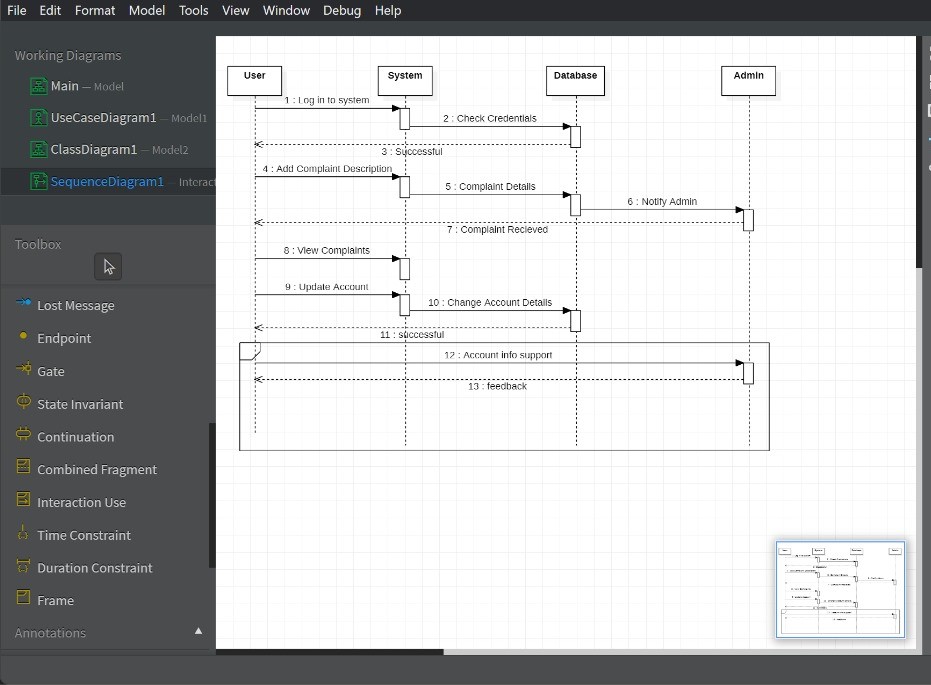 File Edit Format Model Tools View Window Debug Help
Working Diagrams
Main — Model
UseCaseDiagram1 — Model1
ClassDiagram1 — Model2
SequenceDiagram1 — Interact
Toolbox
Lost Message
Endpoint
Gate
State Invariant
Continuation
Combined Fragment
Interaction Use
Time Constraint
Duration Constraint
Frame
Annotations
User System Database Admin
1 : Log in to system
2 : Check Credentials
3 : Successful
4 : Add Complaint Description
5 : Complaint Details
6 : Notify Admin
7 : Complaint Recieved
8 : View Complaints
9 : Update Account
10 : Change Account Details
11 : successful
12 : Account info support
13 : feedback